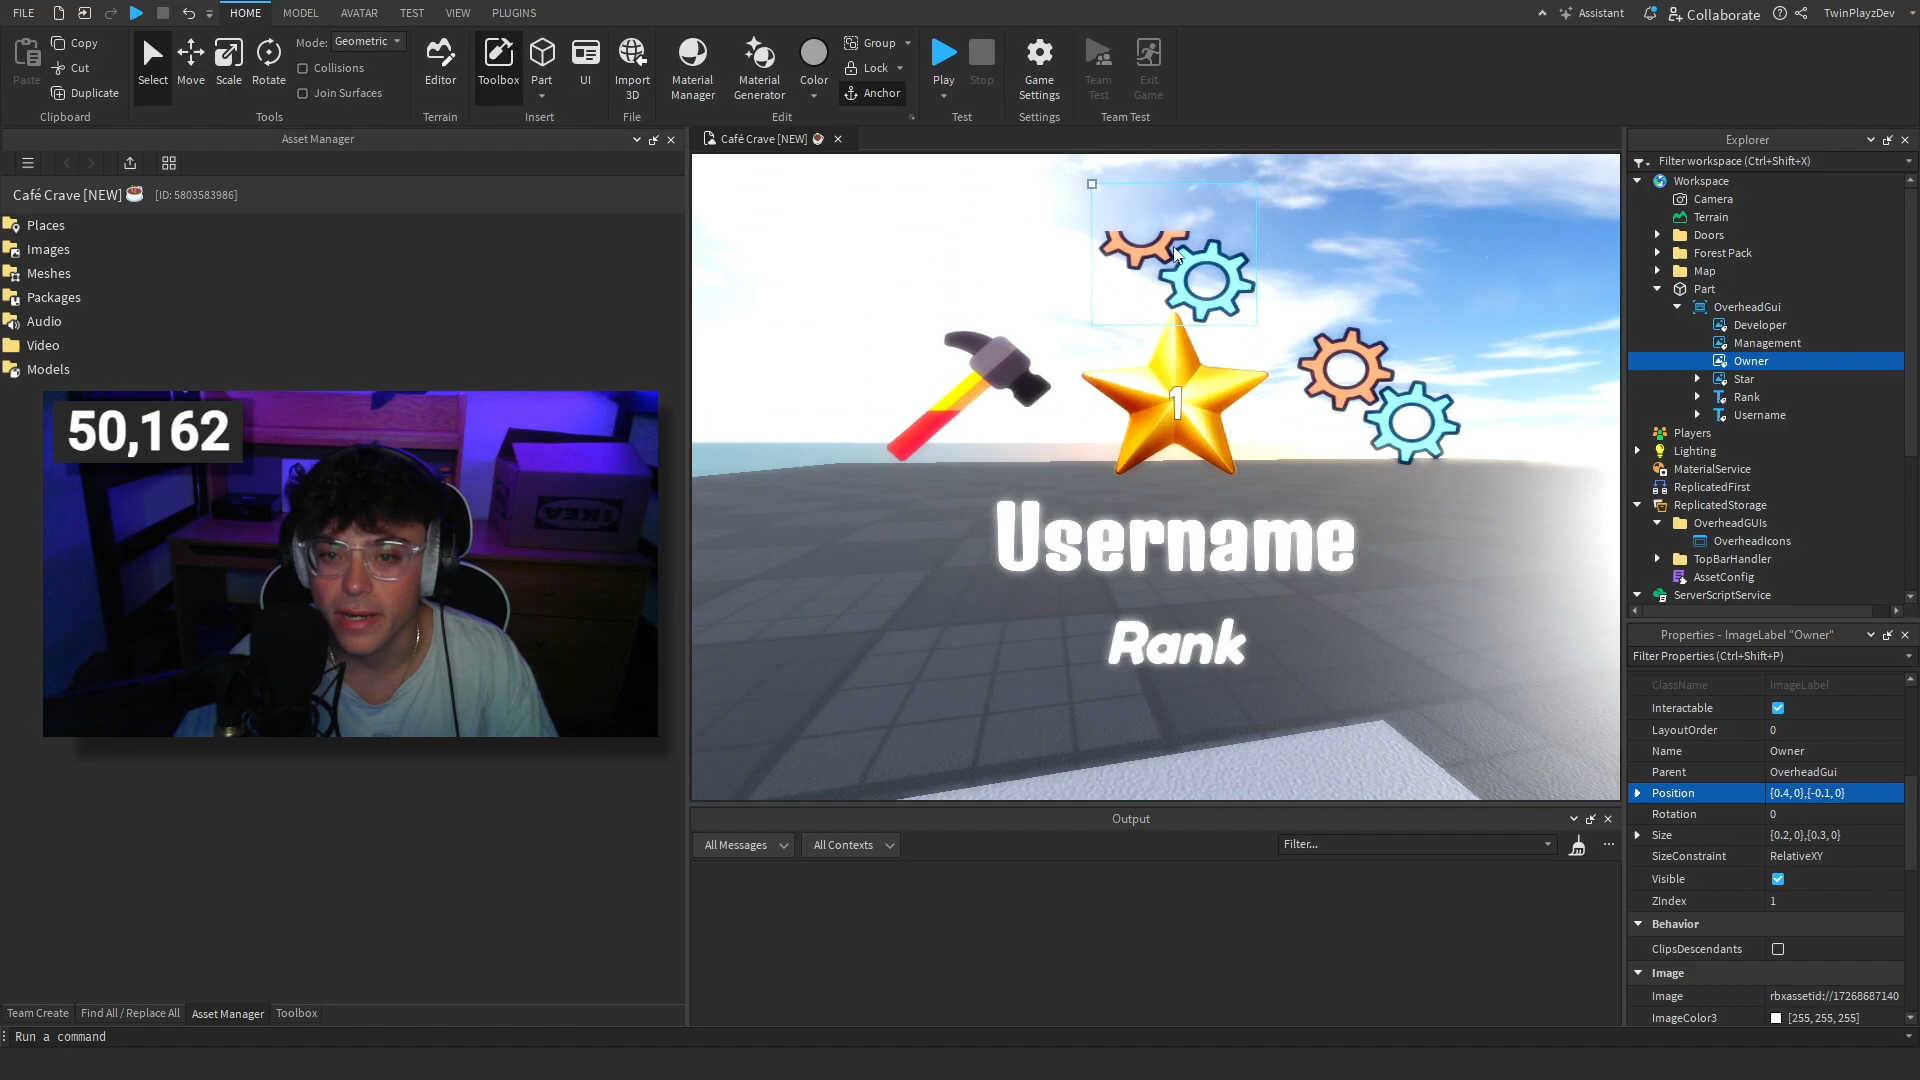 FILE HOME MODEL AVATAR TEST VIEW PLUGINS Assistant Collaborate TwinPlayzDev
Paste Copy Cut Duplicate Clipboard
Select Move Scale Rotate Mode: Geometric Collisions Join Surfaces Tools
Editor Terrain
Toolbox Part UI Insert
Import 3D File
Material Manager Material Generator Color Group Lock Anchor Edit
Play Stop Test
Game Settings Settings
Team Test Exit Game Team Test
Asset Manager
Café Crave [NEW] [ID: 5803583986]
Places
Images
Meshes
Packages
Audio
Video
Models
50,162
IKEA
Team Create Find All / Replace All Asset Manager Toolbox
Run a command
Café Crave [NEW]
1
Username
Rank
Output
All Messages All Contexts Filter... ...
Explorer
Filter workspace (Ctrl+Shift+X)
Workspace
Camera
Terrain
Doors
Forest Pack
Map
Part
OverheadGui
Developer
Management
Owner
Star
Rank
Username
Players
Lighting
MaterialService
ReplicatedFirst
ReplicatedStorage
OverheadGUIs
OverheadIcons
TopBarHandler
AssetConfig
ServerScriptService
Properties - ImageLabel "Owner"
Filter Properties (Ctrl+Shift+P)
ClassName ImageLabel
Interactable
LayoutOrder 0
Name Owner
Parent OverheadGui
Position {0.4, 0},{-0.1, 0}
Rotation 0
Size {0.2, 0},{0.3, 0}
SizeConstraint RelativeXY
Visible
ZIndex 1
Behavior
ClipsDescendants
Image
Image rbxassetid://17268687140
ImageColor3 [255, 255, 255]